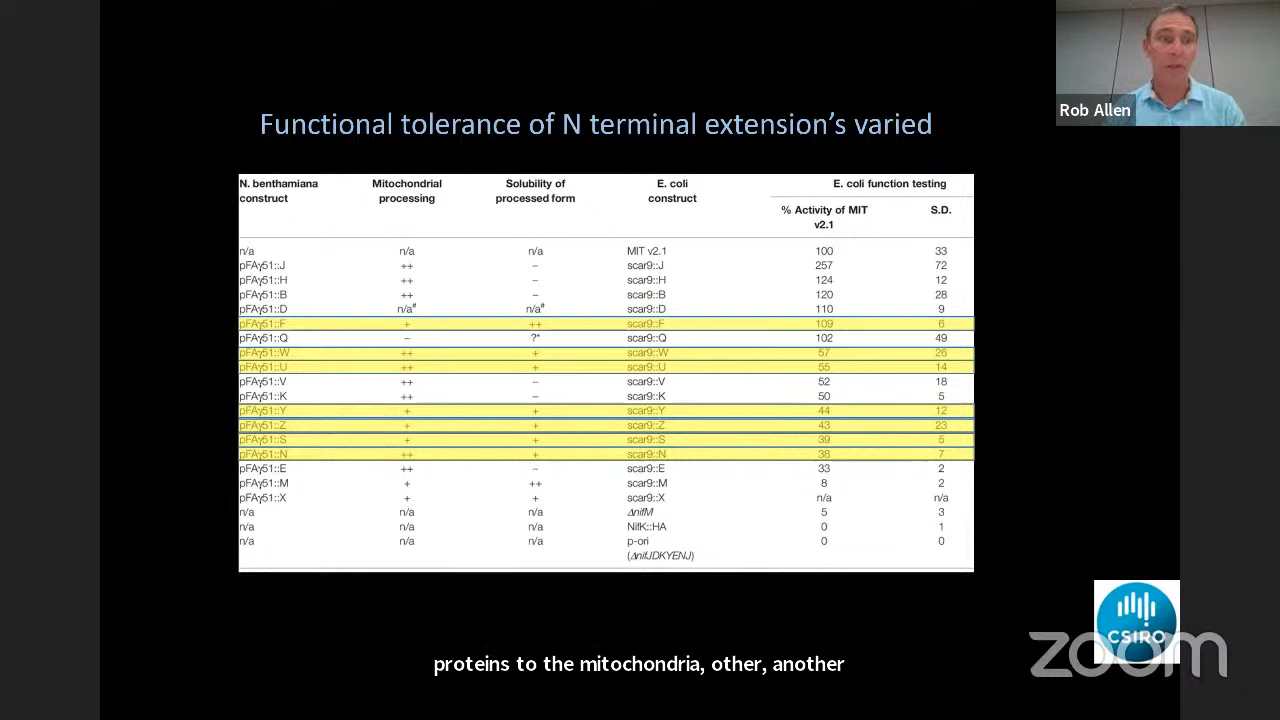 Rob Allen
Functional tolerance of N terminal extension's varied
N. benthamiana construct Mitochondrial processing Solubility of processed form E. coli construct E. coli function testing
% Activity of MIT v2.1 S.D.
n/a n/a n/a MIT v2.1 100 33
pFAγ51::J ++ – scar9::J 257 72
pFAγ51::H ++ – scar9::H 124 12
pFAγ51::B ++ – scar9::B 120 28
pFAγ51::D n/a# n/a# scar9::D 110 9
pFAγ51::F + ++ scar9::F 109 6
pFAγ51::Q – ?* scar9::Q 102 49
pFAγ51::W ++ + scar9::W 57 26
pFAγ51::U ++ + scar9::U 55 14
pFAγ51::V ++ – scar9::V 52 18
pFAγ51::K ++ – scar9::K 50 5
pFAγ51::Y + + scar9::Y 44 12
pFAγ51::Z + + scar9::Z 43 23
pFAγ51::S + + scar9::S 39 5
pFAγ51::N ++ + scar9::N 38 7
pFAγ51::E ++ – scar9::E 33 2
pFAγ51::M + ++ scar9::M 8 2
pFAγ51::X + + scar9::X n/a n/a
n/a n/a n/a ΔnifM 5 3
n/a n/a n/a NifK::HA 0 1
n/a n/a n/a p-ori 0 0
(ΔnifJDKYENJ)
CSIRO
zoom
proteins to the mitochondria, other, another